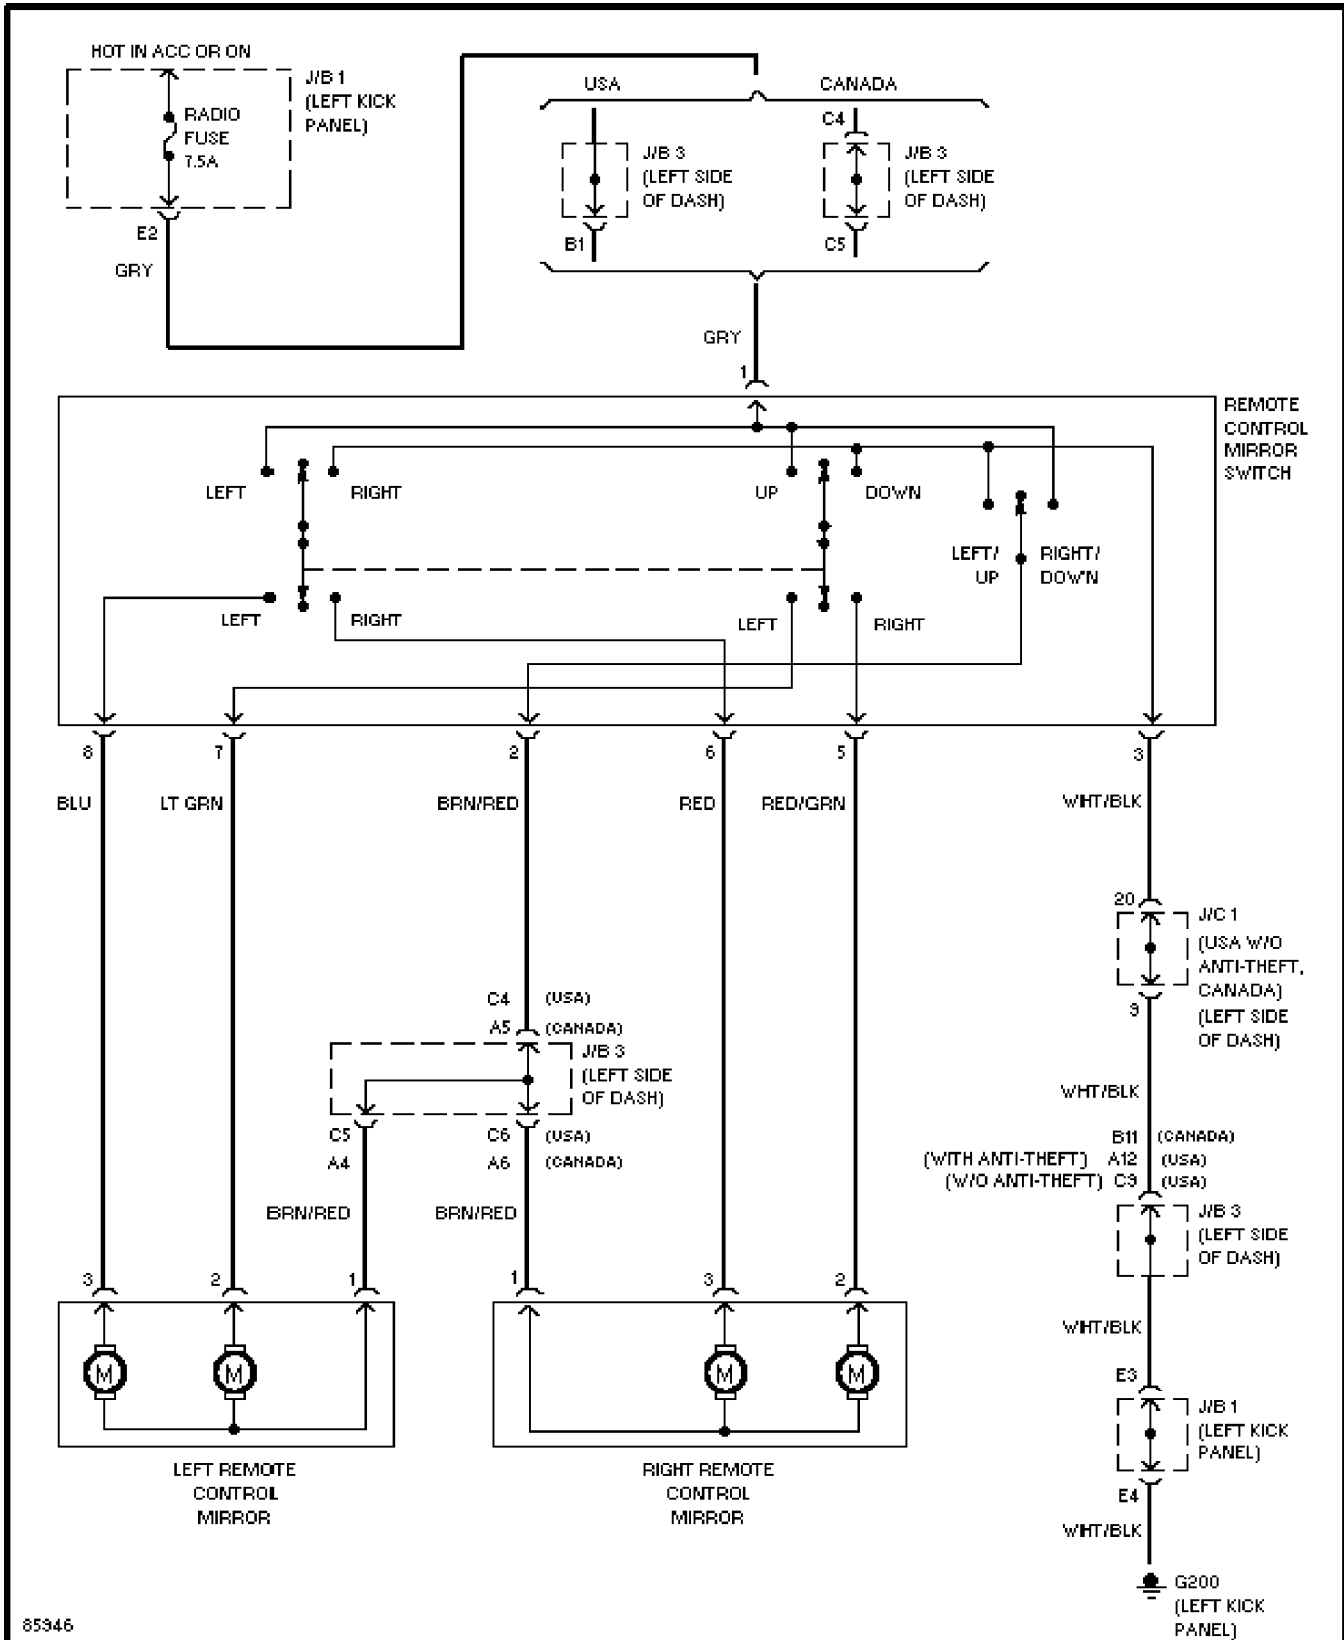 HOT IN ACC OR ON
J/B 1
(LEFT KICK
PANEL)
RADIO
FUSE
7.5A
E2
GRY
USA
CANADA
J/B 3
(LEFT SIDE
OF DASH)
B1
C4
J/B 3
(LEFT SIDE
OF DASH)
C5
GRY
1
REMOTE
CONTROL
MIRROR
SWITCH
LEFT
RIGHT
UP
DOWN
LEFT/
UP
RIGHT/
DOWN
LEFT
RIGHT
LEFT
RIGHT
8
7
2
6
5
3
BLU
LT GRN
BRN/RED
RED
RED/GRN
WHT/BLK
20
J/C 1
(USA W/O
ANTI-THEFT,
CANADA)
(LEFT SIDE
OF DASH)
9
C4 (USA)
A5 (CANADA)
J/B 3
(LEFT SIDE
OF DASH)
C5
A4
C6 (USA)
A6 (CANADA)
WHT/BLK
B11 (CANADA)
(WITH ANTI-THEFT) A12 (USA)
(W/O ANTI-THEFT) C9 (USA)
BRN/RED
BRN/RED
J/B 3
(LEFT SIDE
OF DASH)
3
2
1
1
3
2
WHT/BLK
E3
M
M
M
M
J/B 1
(LEFT KICK
PANEL)
E4
LEFT REMOTE
CONTROL
MIRROR
RIGHT REMOTE
CONTROL
MIRROR
WHT/BLK
G200
(LEFT KICK
PANEL)
85946